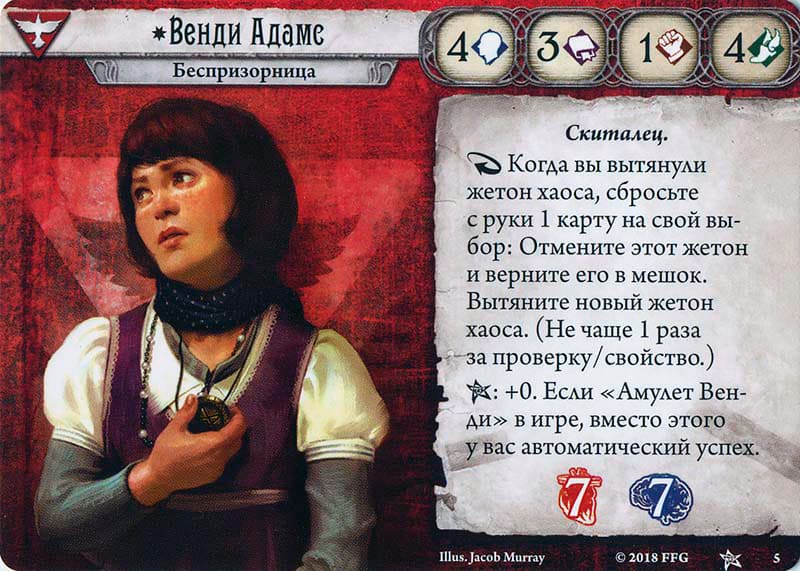 Венди Адамс
Беспризорница
4 3 1 4
Скиталец.
Когда вы вытянули
жетон хаоса, сбросьте
с руки 1 карту на свой вы-
бор: Отмените этот жетон
и верните его в мешок.
Вытяните новый жетон
хаоса. (Не чаще 1 раза
за проверку/свойство.)
: +0. Если «Амулет Вен-
ди» в игре, вместо этого
у вас автоматический успех.
7 7
Illus. Jacob Murray © 2018 FFG 5